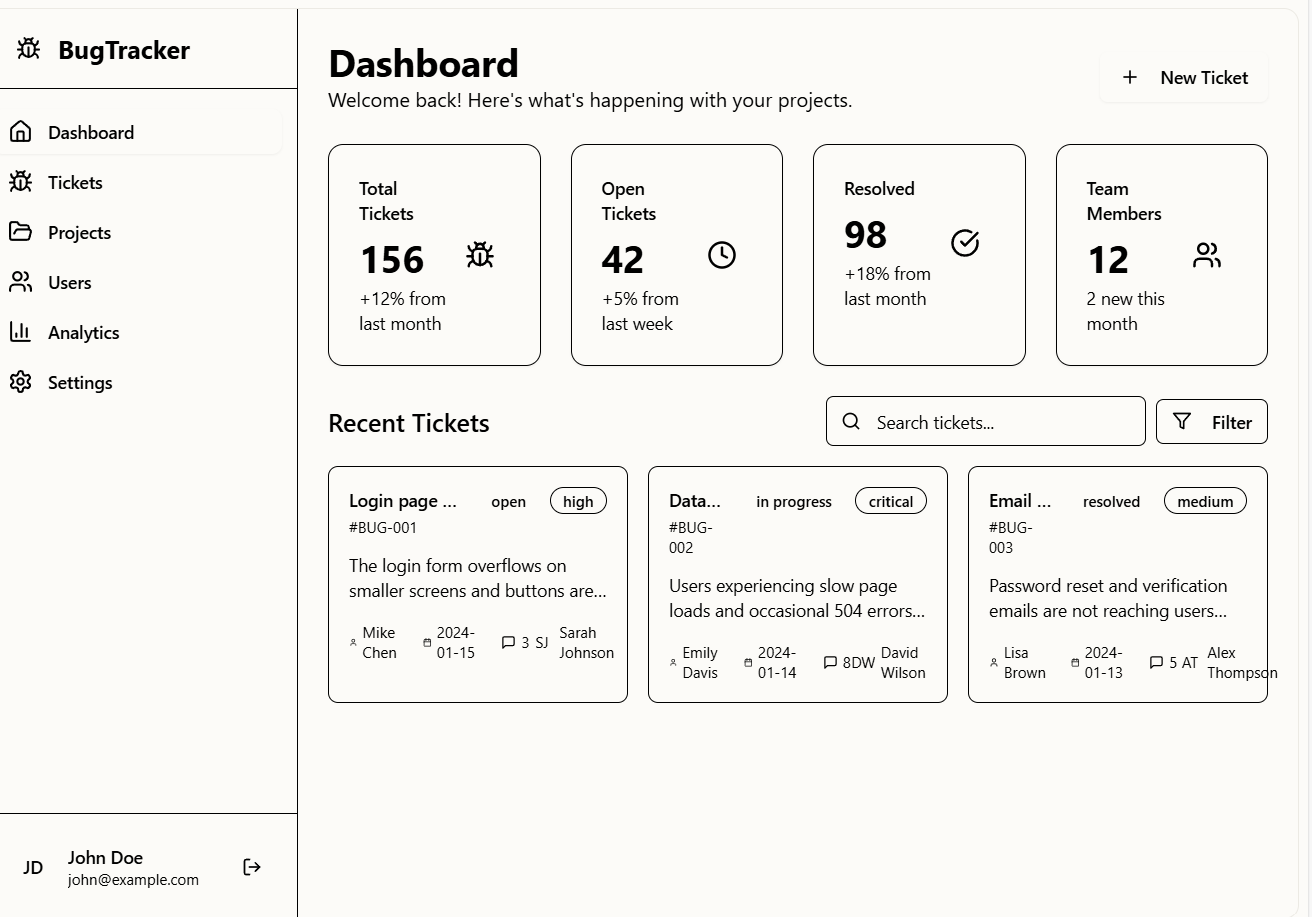 BugTracker
Dashboard
Tickets
Projects
Users
Analytics
Settings
JD
John Doe
john@example.com
Dashboard
Welcome back! Here's what's happening with your projects.
New Ticket
Total
Tickets
156
+12% from
last month
Open
Tickets
42
+5% from
last week
Resolved
98
+18% from
last month
Team
Members
12
2 new this
month
Recent Tickets
Search tickets...
Filter
Login page ...
open
high
#BUG-001
The login form overflows on
smaller screens and buttons are...
Mike
Chen
2024-
01-15
3
SJ
Sarah
Johnson
Data...
in progress
critical
#BUG-
002
Users experiencing slow page
loads and occasional 504 errors...
Emily
Davis
2024-
01-14
8
DW
David
Wilson
Email ...
resolved
medium
#BUG-
003
Password reset and verification
emails are not reaching users...
Lisa
Brown
2024-
01-13
5
AT
Alex
Thompson